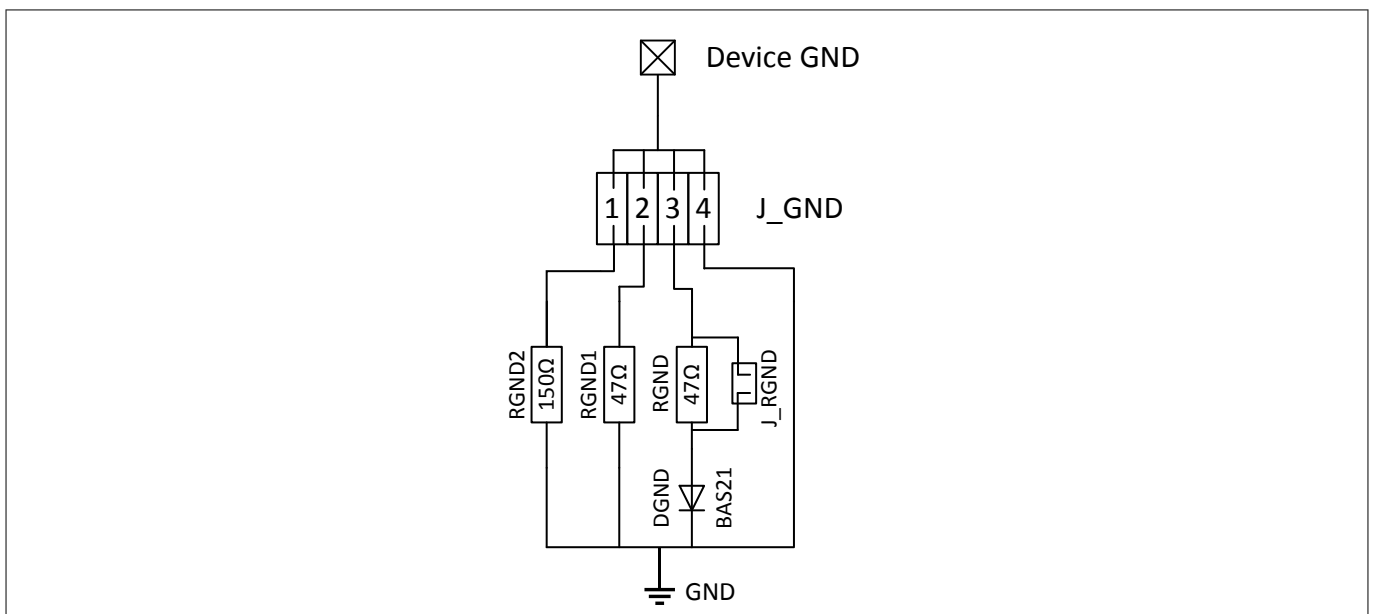 Device GND
1 2 3 4
J_GND
RGND2
150Ω
RGND1
47Ω
RGND
47Ω
J_RGND
DGND
BAS21
GND